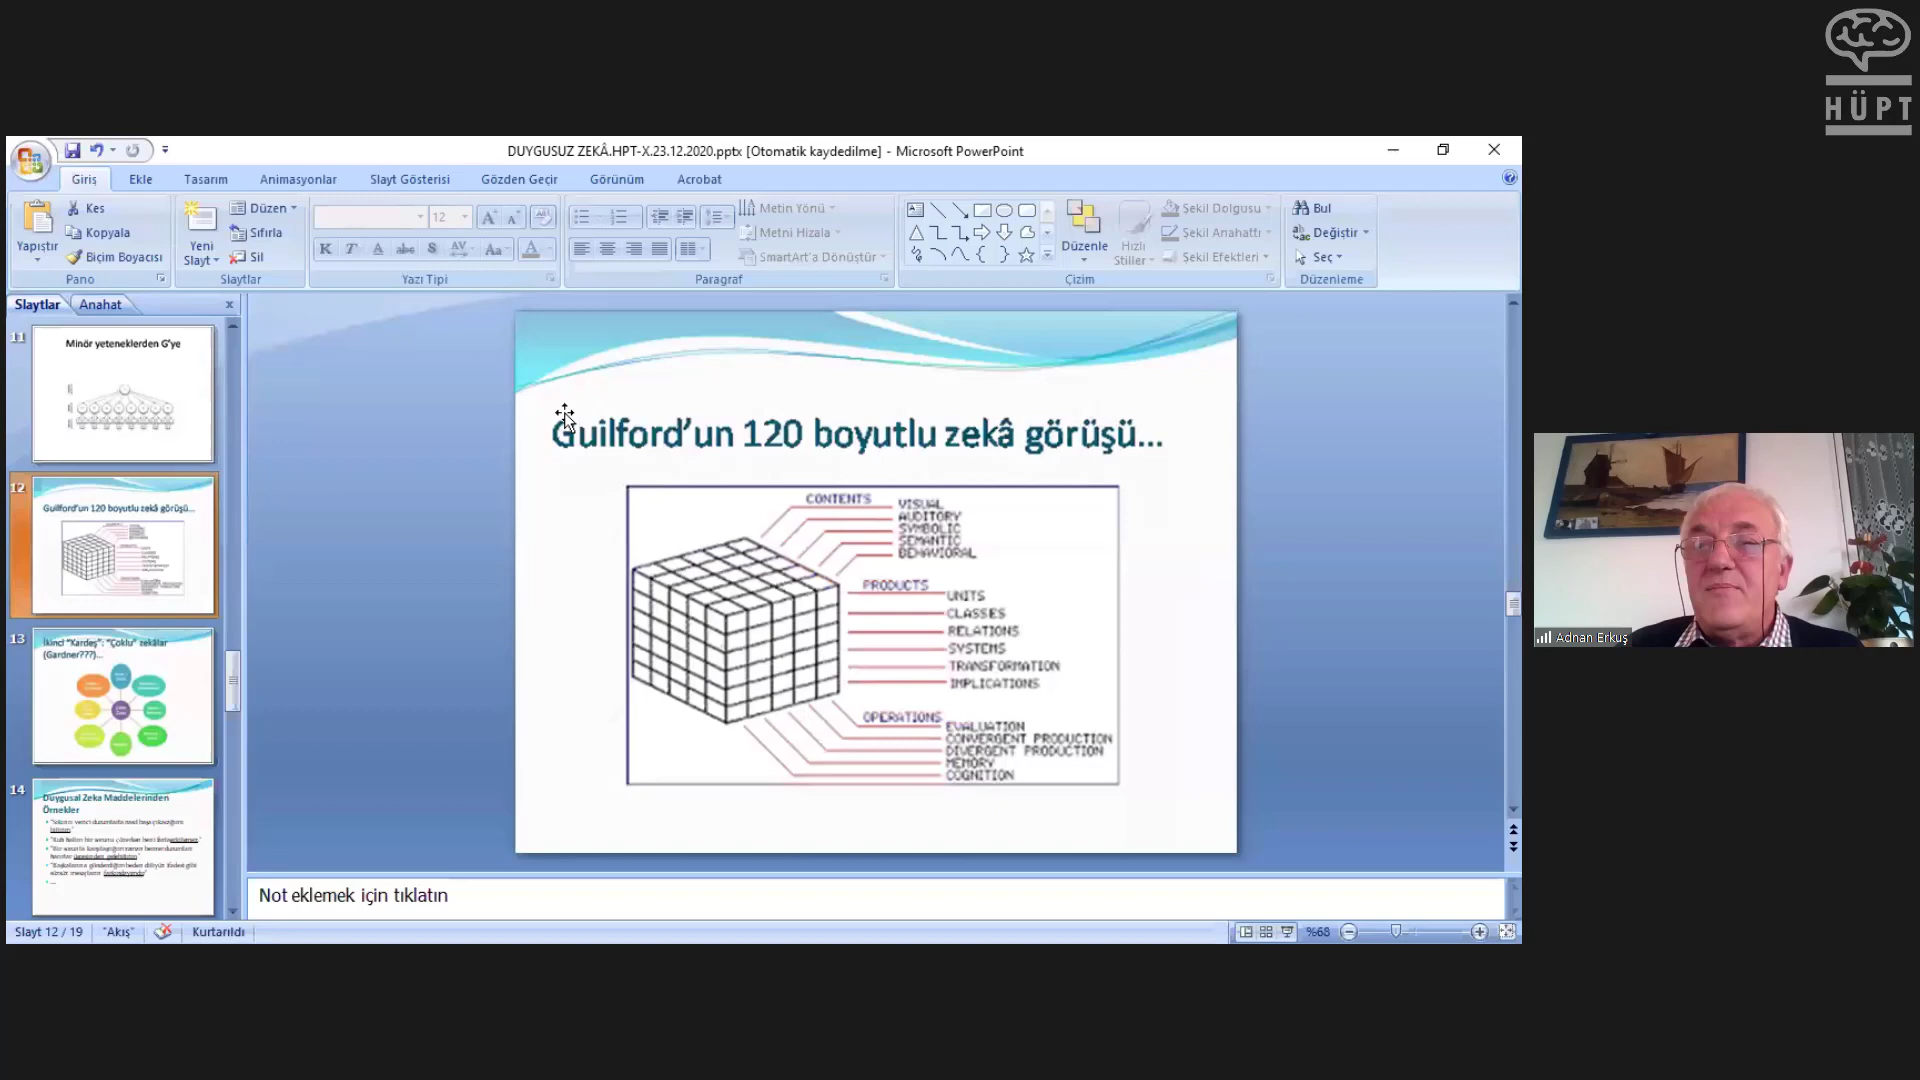 HÜPT
DUYGUSUZ ZEKÂ.HPT-X.23.12.2020.pptx [Otomatik kaydedilme] - Microsoft PowerPoint
Giriş Ekle Tasarım Animasyonlar Slayt Gösterisi Gözden Geçir Görünüm Acrobat
Yapıştır
Kes
Kopyala
Biçim Boyacısı
Pano
Yeni
Slayt
Düzen
Sıfırla
Sil
Slaytlar
12
K T A abc S AV Aa A
Yazı Tipi
Metin Yönü
Metni Hizala
SmartArt'a Dönüştür
Paragraf
Düzenle
Hızlı
Stiller
Şekil Dolgusu
Şekil Anahattı
Şekil Efektleri
Çizim
Bul
Değiştir
Seç
Düzenleme
Slaytlar Anahat
11
Minör yeteneklerden G'ye
12
Guilford'un 120 boyutlu zekâ görüşü...
13
İkinci "Kardeş": "Çoklu" zekâlar
(Gardner???)...
14
Duygusal Zeka Maddelerinden
Örnekler
Guilford'un 120 boyutlu zekâ görüşü...
CONTENTS
VISUAL
AUDITORY
SYMBOLIC
SEMANTIC
BEHAVIORAL
PRODUCTS
UNITS
CLASSES
RELATIONS
SYSTEMS
TRANSFORMATION
IMPLICATIONS
OPERATIONS
EVALUATION
CONVERGENT PRODUCTION
DIVERGENT PRODUCTION
MEMORY
COGNITION
Adnan Erkuş
Not eklemek için tıklatın
Slayt 12 / 19 "Akış" Kurtarıldı %68